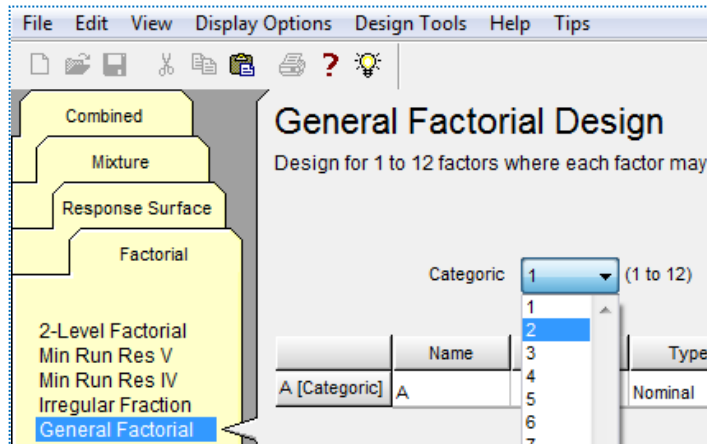 File Edit View Display Options Design Tools Help Tips
Combined
Mixture
Response Surface
Factorial
2-Level Factorial
Min Run Res V
Min Run Res IV
Irregular Fraction
General Factorial
General Factorial Design
Design for 1 to 12 factors where each factor may
Categoric 1 (1 to 12)
1
2
3
4
5
6
Name Type
A [Categoric] A Nominal